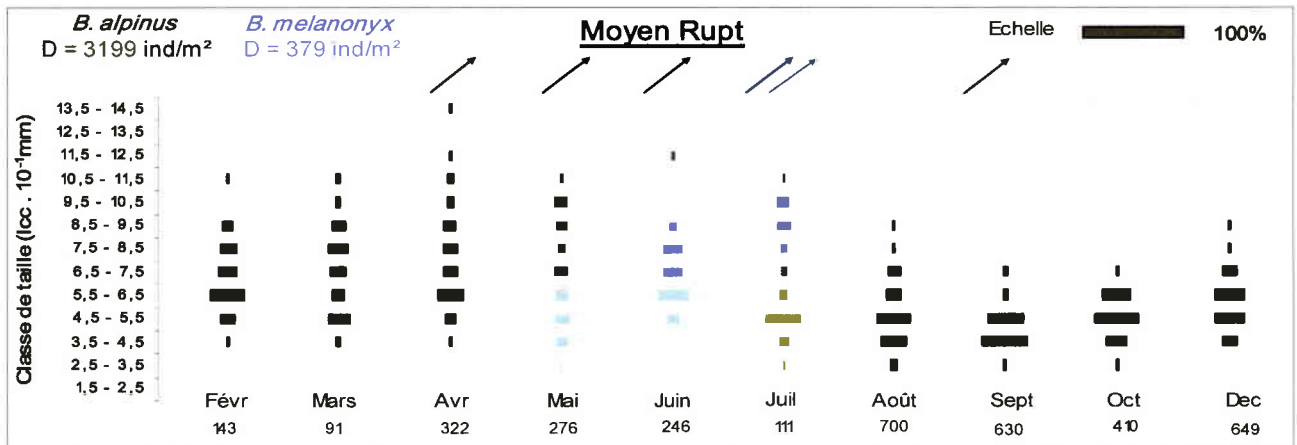 B. alpinus B. melanonyx Moyen Rupt Echelle 100%
D = 3199 ind/m² D = 379 ind/m²
Classe de taille (lcc . 10⁻¹mm)
13,5 - 14,5
12,5 - 13,5
11,5 - 12,5
10,5 - 11,5
9,5 - 10,5
8,5 - 9,5
7,5 - 8,5
6,5 - 7,5
5,5 - 6,5
4,5 - 5,5
3,5 - 4,5
2,5 - 3,5
1,5 - 2,5
Févr Mars Avr Mai Juin Juil Août Sept Oct Dec
143 91 322 276 246 111 700 630 410 649